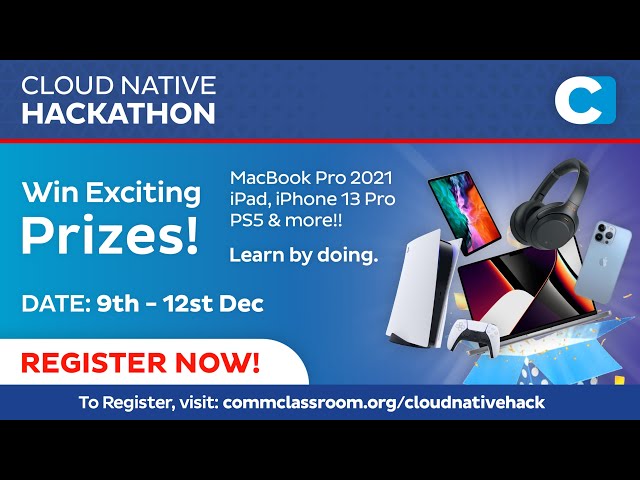 CLOUD NATIVE
HACKATHON
C
Win Exciting
Prizes!
MacBook Pro 2021
iPad, iPhone 13 Pro
PS5 & more!!
Learn by doing.
DATE: 9th - 12st Dec
REGISTER NOW!
To Register, visit: commclassroom.org/cloudnativehack